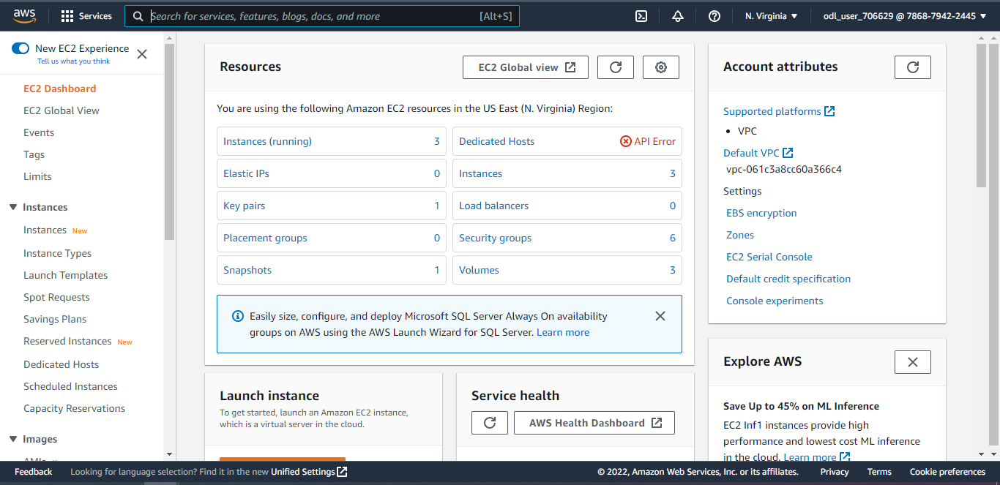 aws
Services
Search for services, features, blogs, docs, and more
[Alt+S]
N. Virginia
odl_user_706629 @ 7868-7942-2445
New EC2 Experience
Tell us what you think
EC2 Dashboard
EC2 Global View
Events
Tags
Limits
Instances
Instances New
Instance Types
Launch Templates
Spot Requests
Savings Plans
Reserved Instances New
Dedicated Hosts
Scheduled Instances
Capacity Reservations
Images
Resources
EC2 Global view
You are using the following Amazon EC2 resources in the US East (N. Virginia) Region:
Instances (running) 3
Dedicated Hosts API Error
Elastic IPs 0
Instances 3
Key pairs 1
Load balancers 0
Placement groups 0
Security groups 6
Snapshots 1
Volumes 3
Easily size, configure, and deploy Microsoft SQL Server Always On availability
groups on AWS using the AWS Launch Wizard for SQL Server. Learn more
Launch instance
To get started, launch an Amazon EC2 instance,
which is a virtual server in the cloud.
Service health
AWS Health Dashboard
Account attributes
Supported platforms
• VPC
Default VPC
vpc-061c3a8cc60a366c4
Settings
EBS encryption
Zones
EC2 Serial Console
Default credit specification
Console experiments
Explore AWS
Save Up to 45% on ML Inference
EC2 Inf1 instances provide high
performance and lowest cost ML inference
in the cloud. Learn more
Feedback
Looking for language selection? Find it in the new Unified Settings
© 2022, Amazon Web Services, Inc. or its affiliates.
Privacy
Terms
Cookie preferences